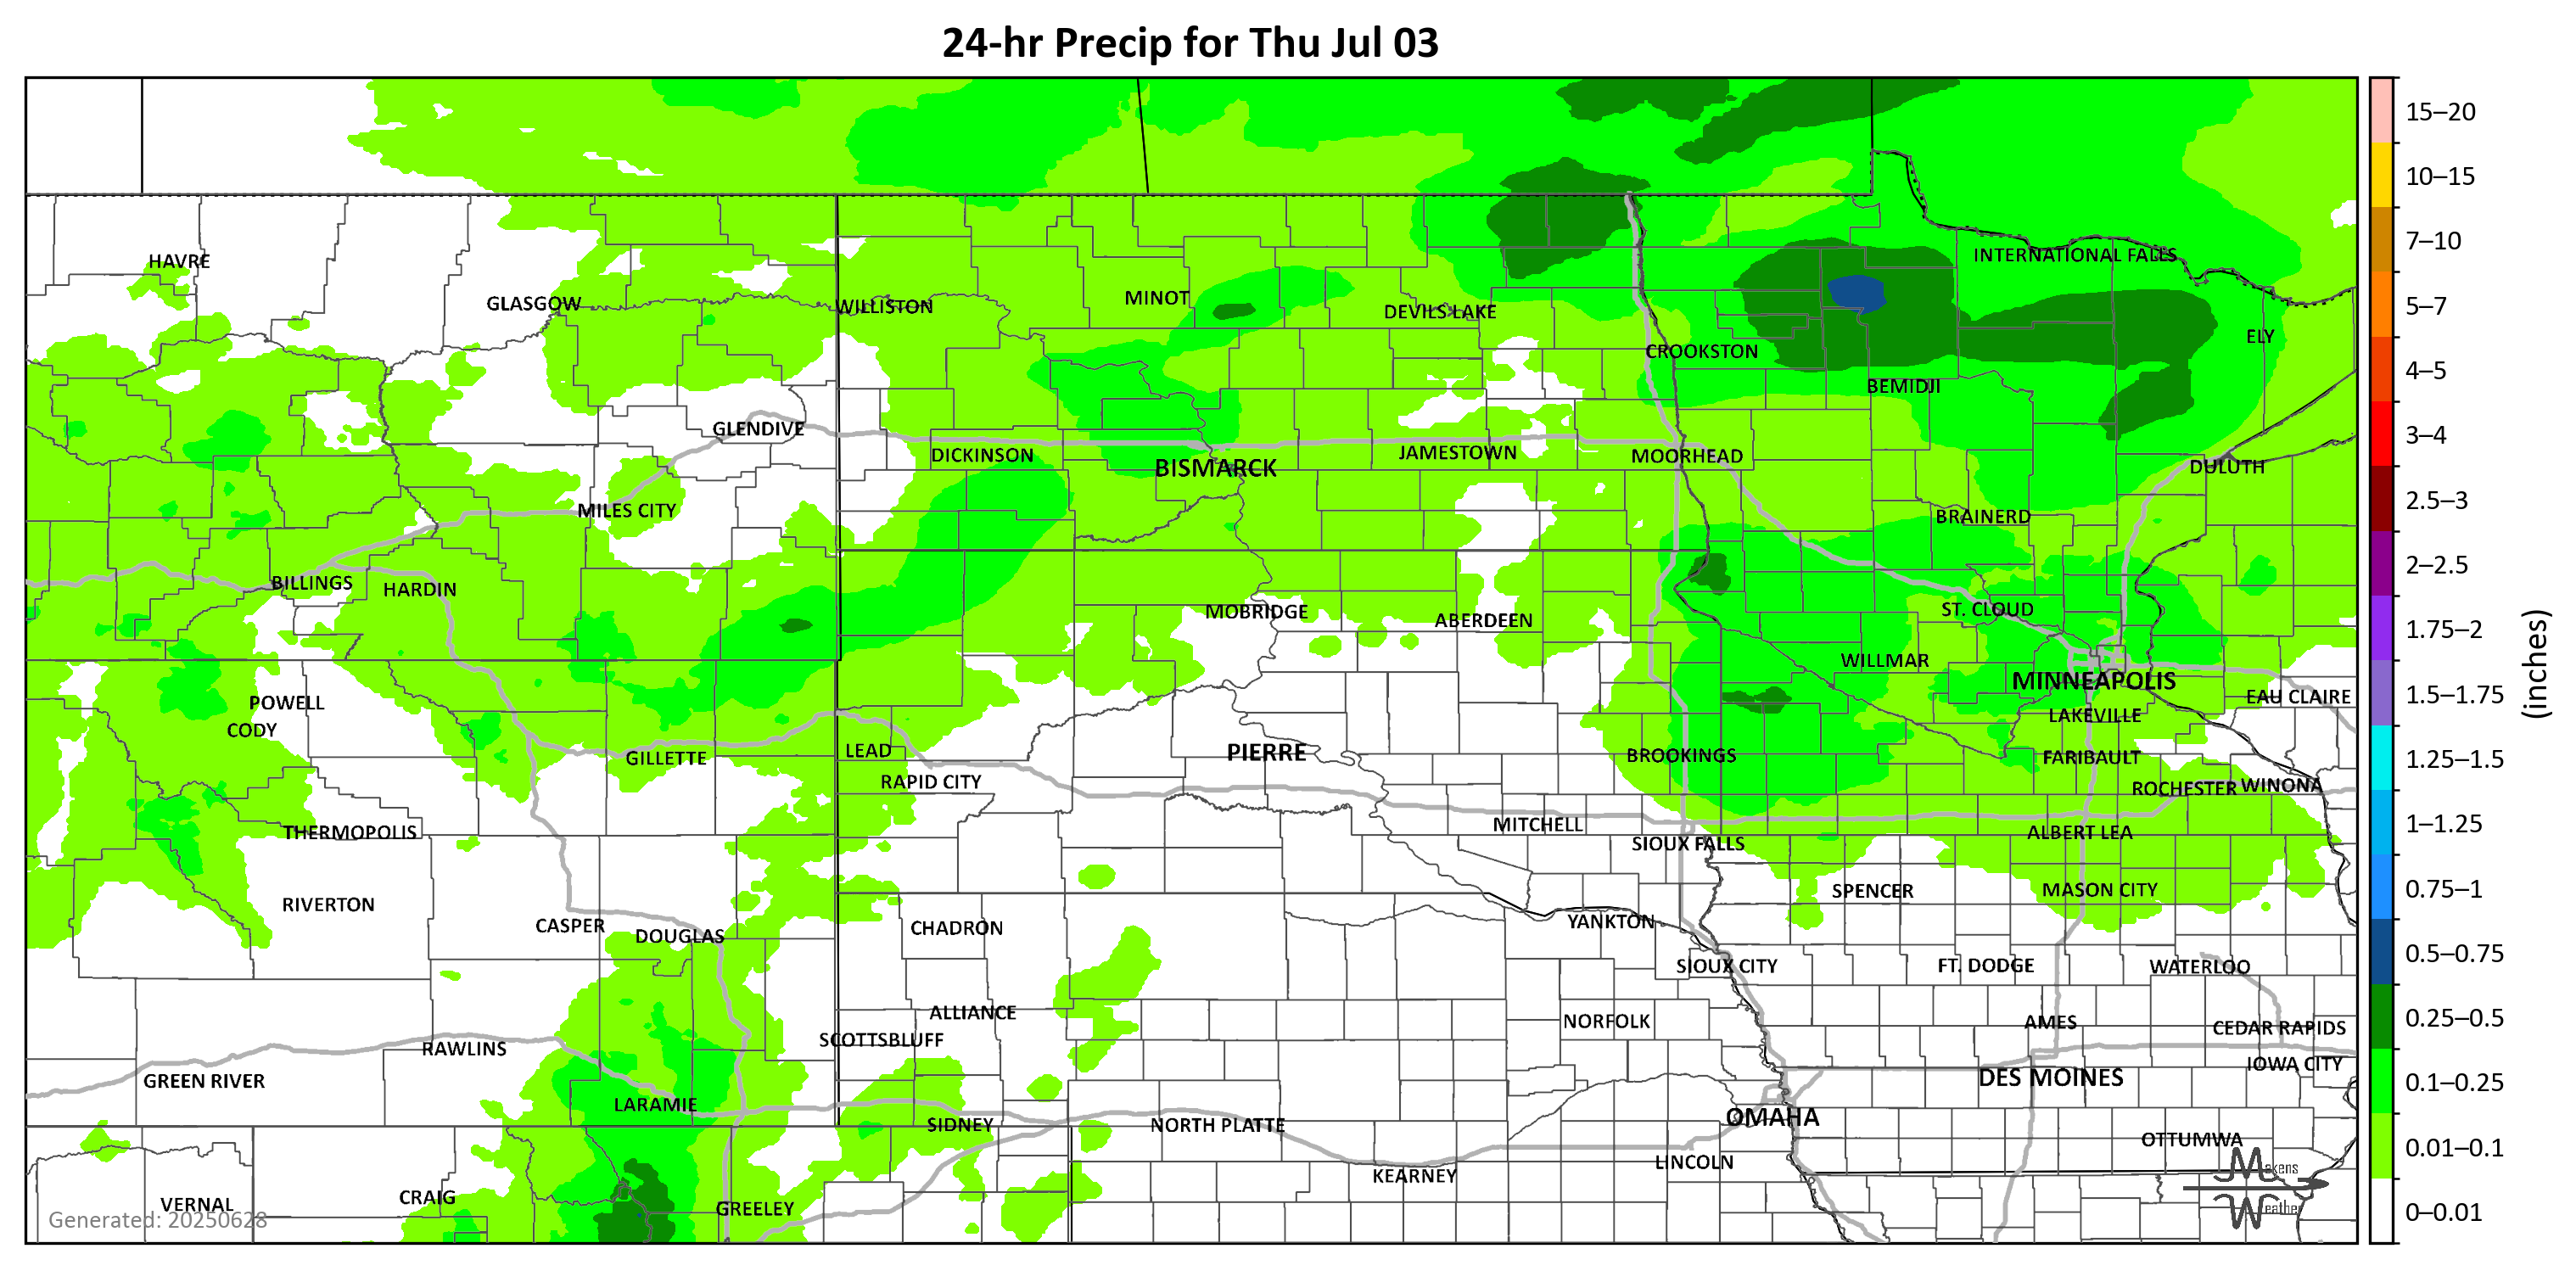 24-hr Precip for Thu Jul 03
15–20
10–15
7–10
5–7
4–5
3–4
2.5–3
2–2.5
1.75–2
1.5–1.75
1.25–1.5
1–1.25
0.75–1
0.5–0.75
0.25–0.5
0.1–0.25
0.01–0.1
0–0.01
(inches)
HAVRE
INTERNATIONAL FALLS
GLASGOW
WILLISTON
MINOT
DEVILS LAKE
ELY
CROOKSTON
BEMIDJI
GLENDIVE
DICKINSON
BISMARCK
JAMESTOWN
MOORHEAD
DULUTH
MILES CITY
BRAINERD
BILLINGS
HARDIN
MOBRIDGE
ABERDEEN
ST. CLOUD
WILLMAR
MINNEAPOLIS
EAU CLAIRE
POWELL
CODY
LAKEVILLE
GILLETTE
LEAD
PIERRE
BROOKINGS
FARIBAULT
RAPID CITY
ROCHESTER
WINONA
THERMOPOLIS
MITCHELL
SIOUX FALLS
ALBERT LEA
RIVERTON
SPENCER
MASON CITY
CASPER
DOUGLAS
CHADRON
YANKTON
SIOUX CITY
FT. DODGE
WATERLOO
ALLIANCE
NORFOLK
AMES
CEDAR RAPIDS
SCOTTSBLUFF
RAWLINS
IOWA CITY
GREEN RIVER
DES MOINES
LARAMIE
SIDNEY
NORTH PLATTE
OMAHA
OTTUMWA
LINCOLN
KEARNEY
VERNAL
CRAIG
GREELEY
Generated: 20250628
Makens
Weather